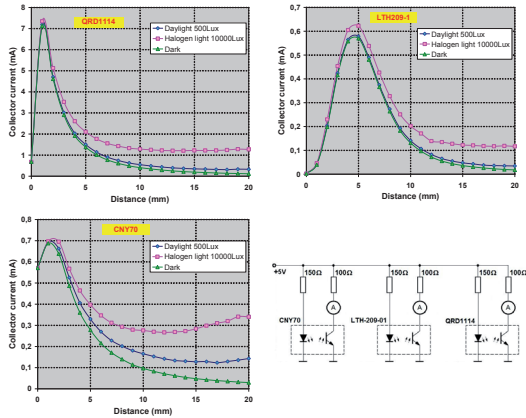 QRD1114
Collector current (mA)
8
7
6
5
4
3
2
1
0
Daylight 500Lux
Halogen light 10000Lux
Dark
0 5 10 15 20
Distance (mm)
LTH209-1
Collector current (mA)
0,7
0,6
0,5
0,4
0,3
0,2
0,1
0
Daylight 500Lux
Halogen light 10000Lux
Dark
0 5 10 15 20
Distance (mm)
CNY70
Collector current (mA)
0,8
0,7
0,6
0,5
0,4
0,3
0,2
0,1
0
Daylight 500Lux
Halogen light 10000Lux
Dark
0 5 10 15 20
Distance (mm)
+5V
150Ω 100Ω 150Ω 100Ω 150Ω 100Ω
A A A
CNY70 LTH-209-01 QRD1114